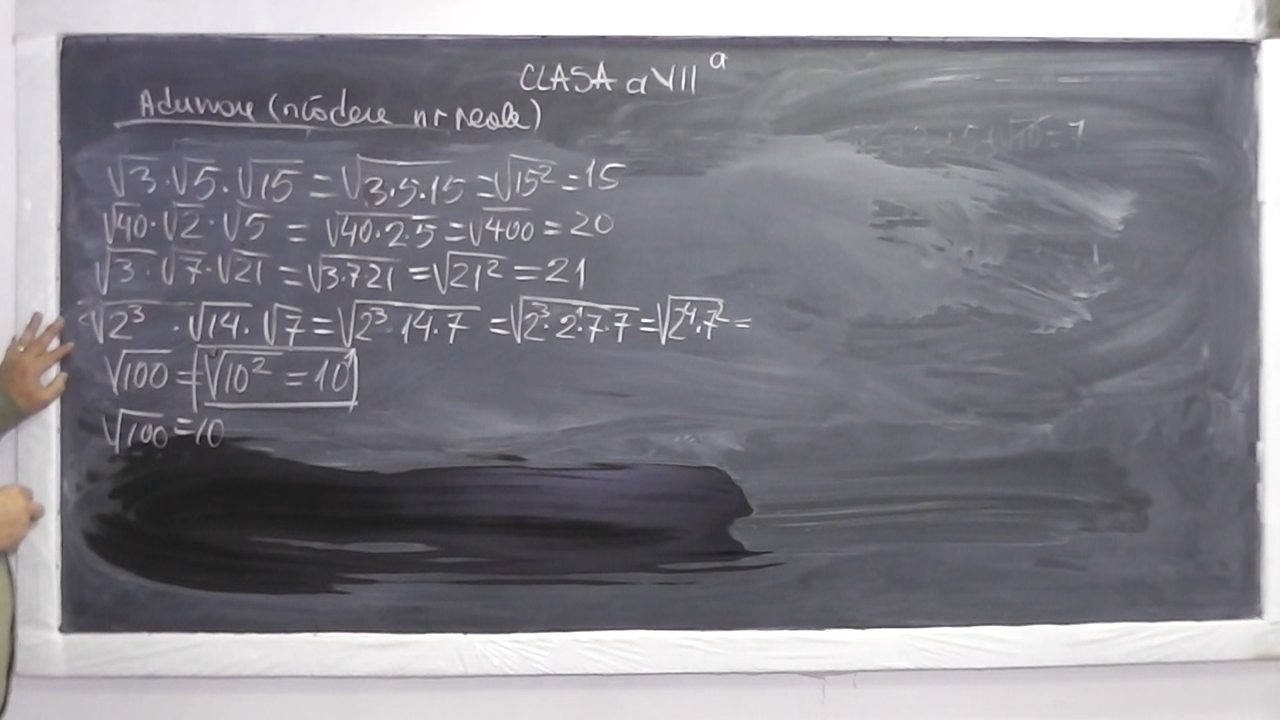 CLASA a VII a
Adunare (scădere nr reale)
√3·√5·√15 = √3.5.15 = √15² = 15
√40·√2·√5 = √40·2·5 = √400 = 20
√3·√7·√21 = √3·7 21 = √21² = 21
√2³ · √14·√7 = √2³·14·7 = √2³·2¹·7·7 = √2⁴·7² =
√100 = √10² = 10
√100 = 10